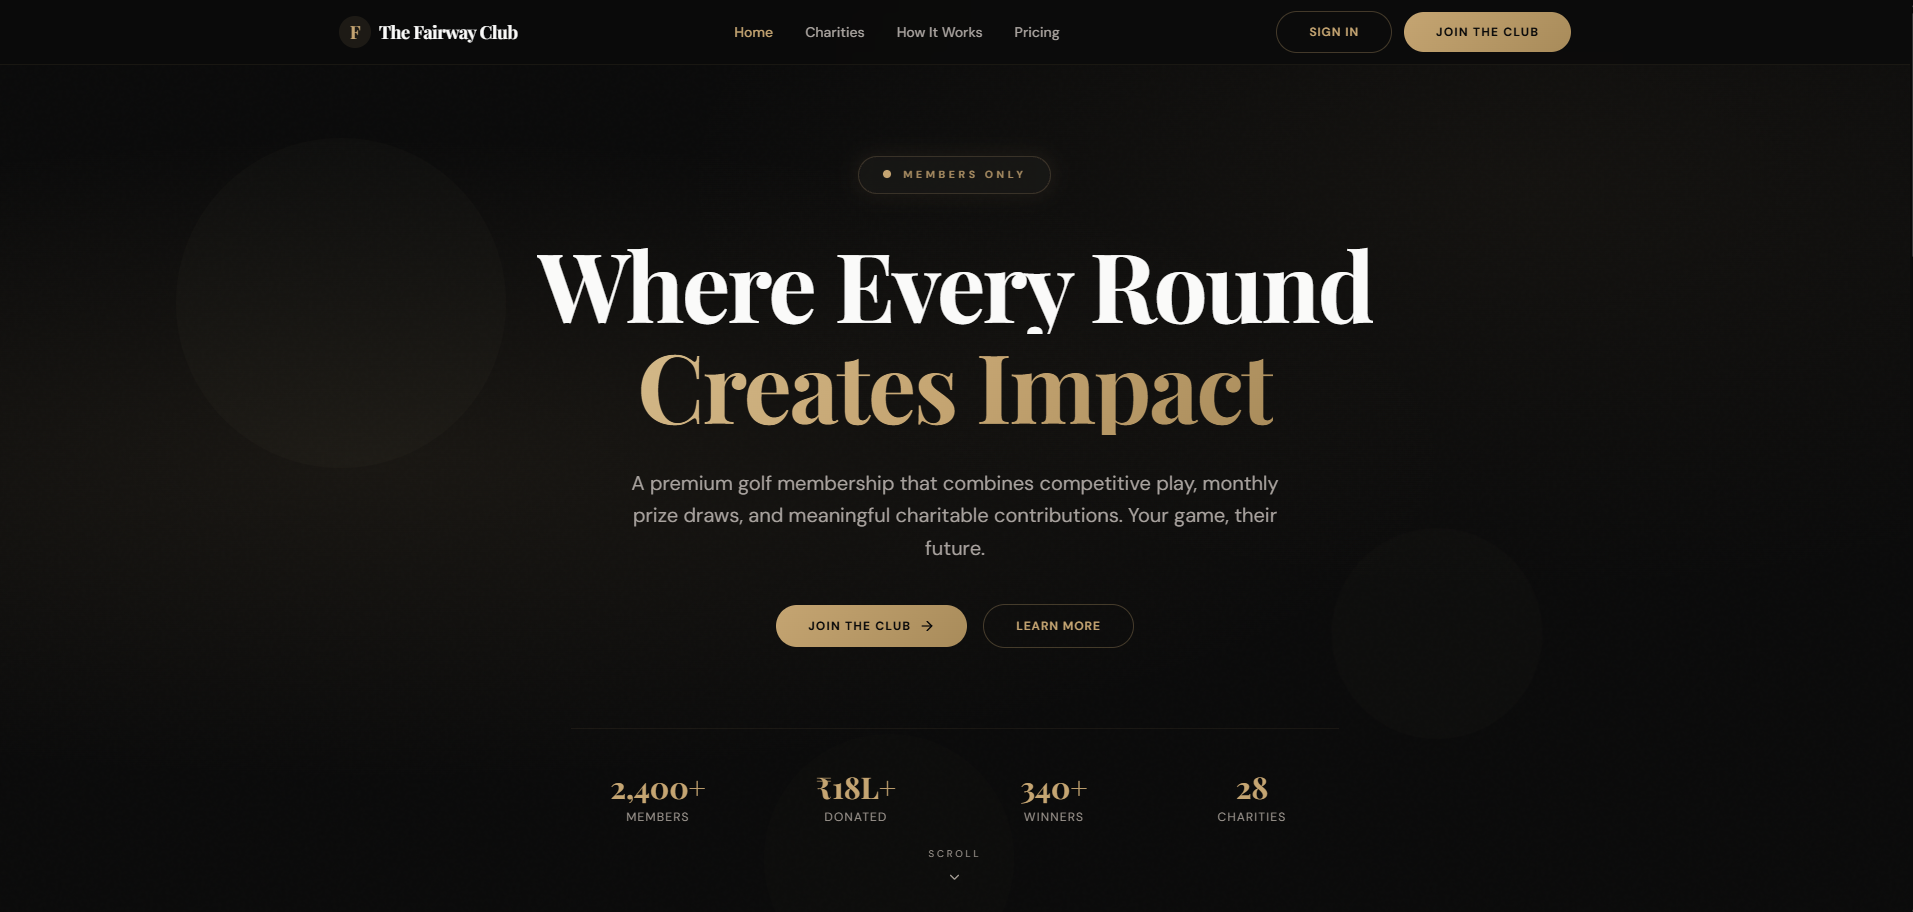 F The Fairway Club
Home Charities How It Works Pricing
SIGN IN JOIN THE CLUB
MEMBERS ONLY
Where Every Round
Creates Impact
A premium golf membership that combines competitive play, monthly
prize draws, and meaningful charitable contributions. Your game, their
future.
JOIN THE CLUB → LEARN MORE
2,400+ ₹18L+ 340+ 28
MEMBERS DONATED WINNERS CHARITIES
SCROLL